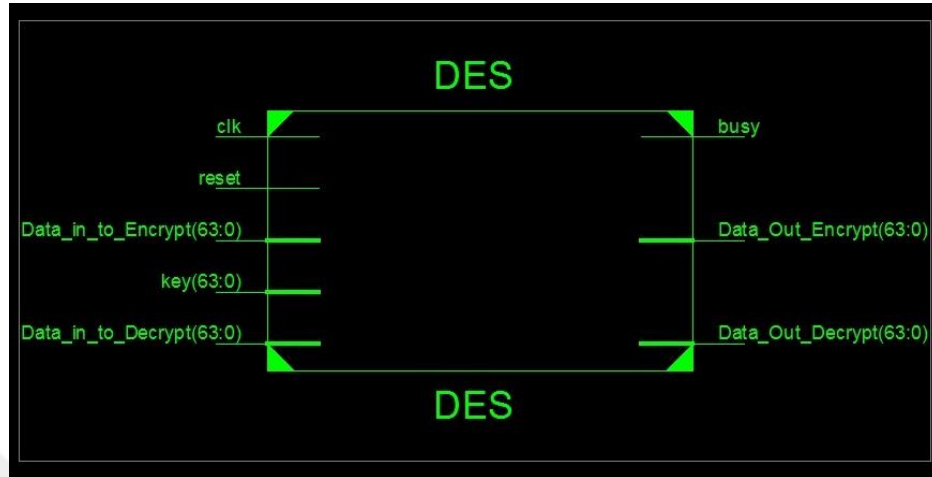 DES
clk
busy
reset
Data_in_to_Encrypt(63:0)
Data_Out_Encrypt(63:0)
key(63:0)
Data_in_to_Decrypt(63:0)
Data_Out_Decrypt(63:0)
DES